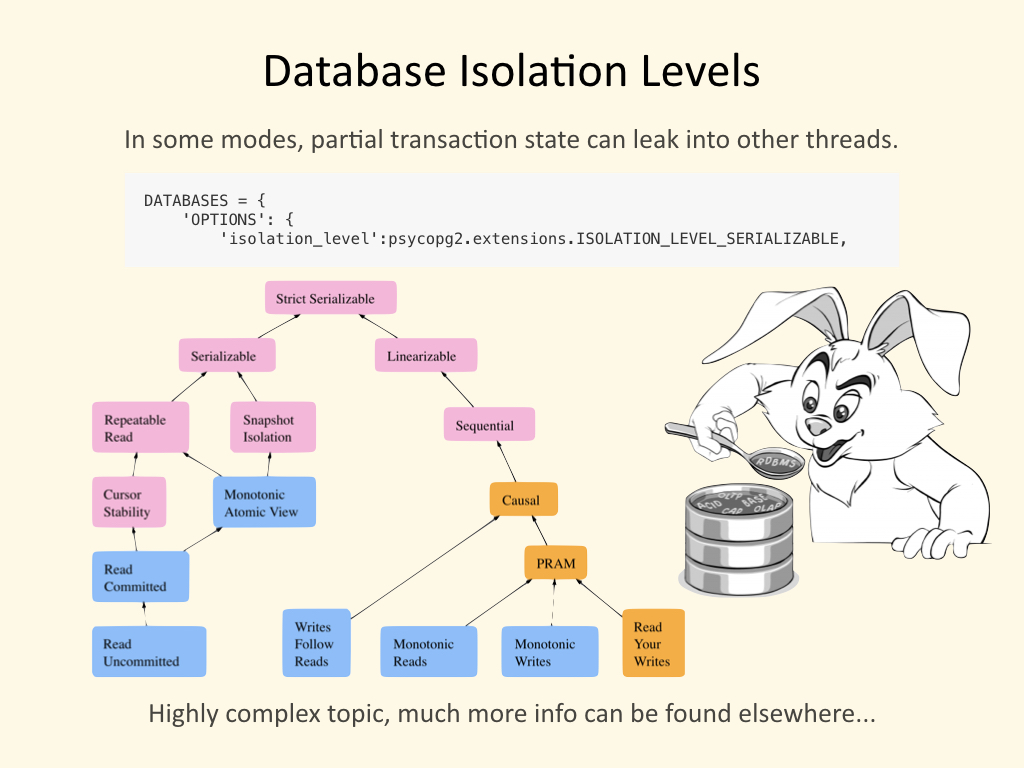 Database Isolation Levels
In some modes, partial transaction state can leak into other threads.
DATABASES = {
    'OPTIONS': {
        'isolation_level':psycopg2.extensions.ISOLATION_LEVEL_SERIALIZABLE,
Strict Serializable
Serializable
Linearizable
Repeatable
Read
Snapshot
Isolation
Sequential
RDBMS
Cursor
Stability
Monotonic
Atomic View
Causal
OLTP
ACID
BASE
CAP
OLAP
Read
Committed
PRAM
Read
Uncommitted
Writes
Follow
Reads
Monotonic
Reads
Monotonic
Writes
Read
Your
Writes
Highly complex topic, much more info can be found elsewhere...